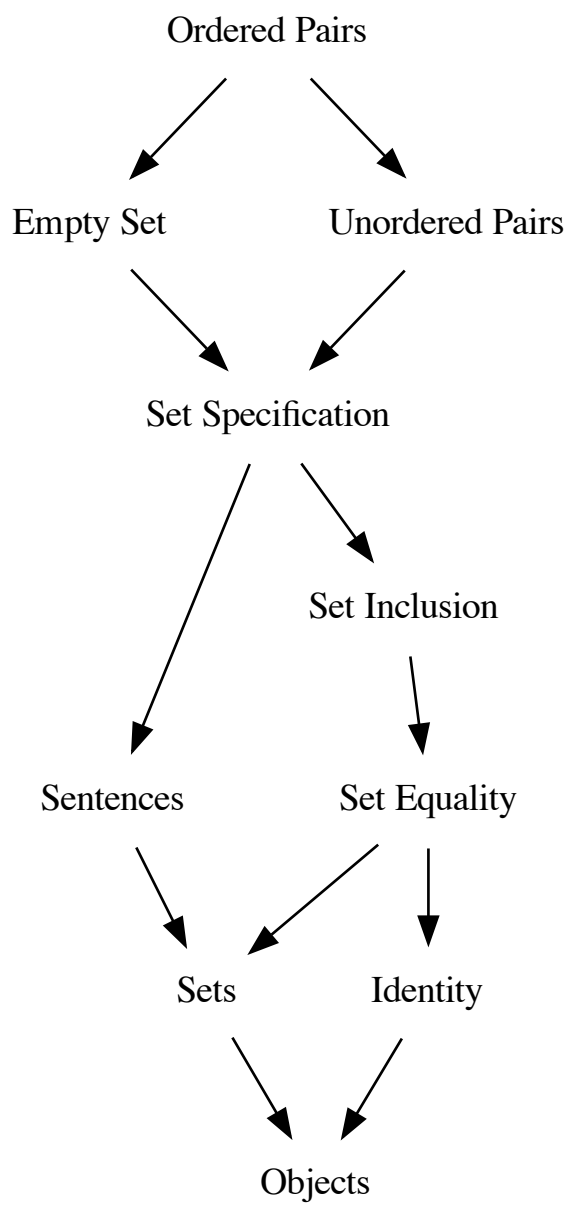 Ordered Pairs
Empty Set
Unordered Pairs
Set Specification
Set Inclusion
Sentences
Set Equality
Sets
Identity
Objects